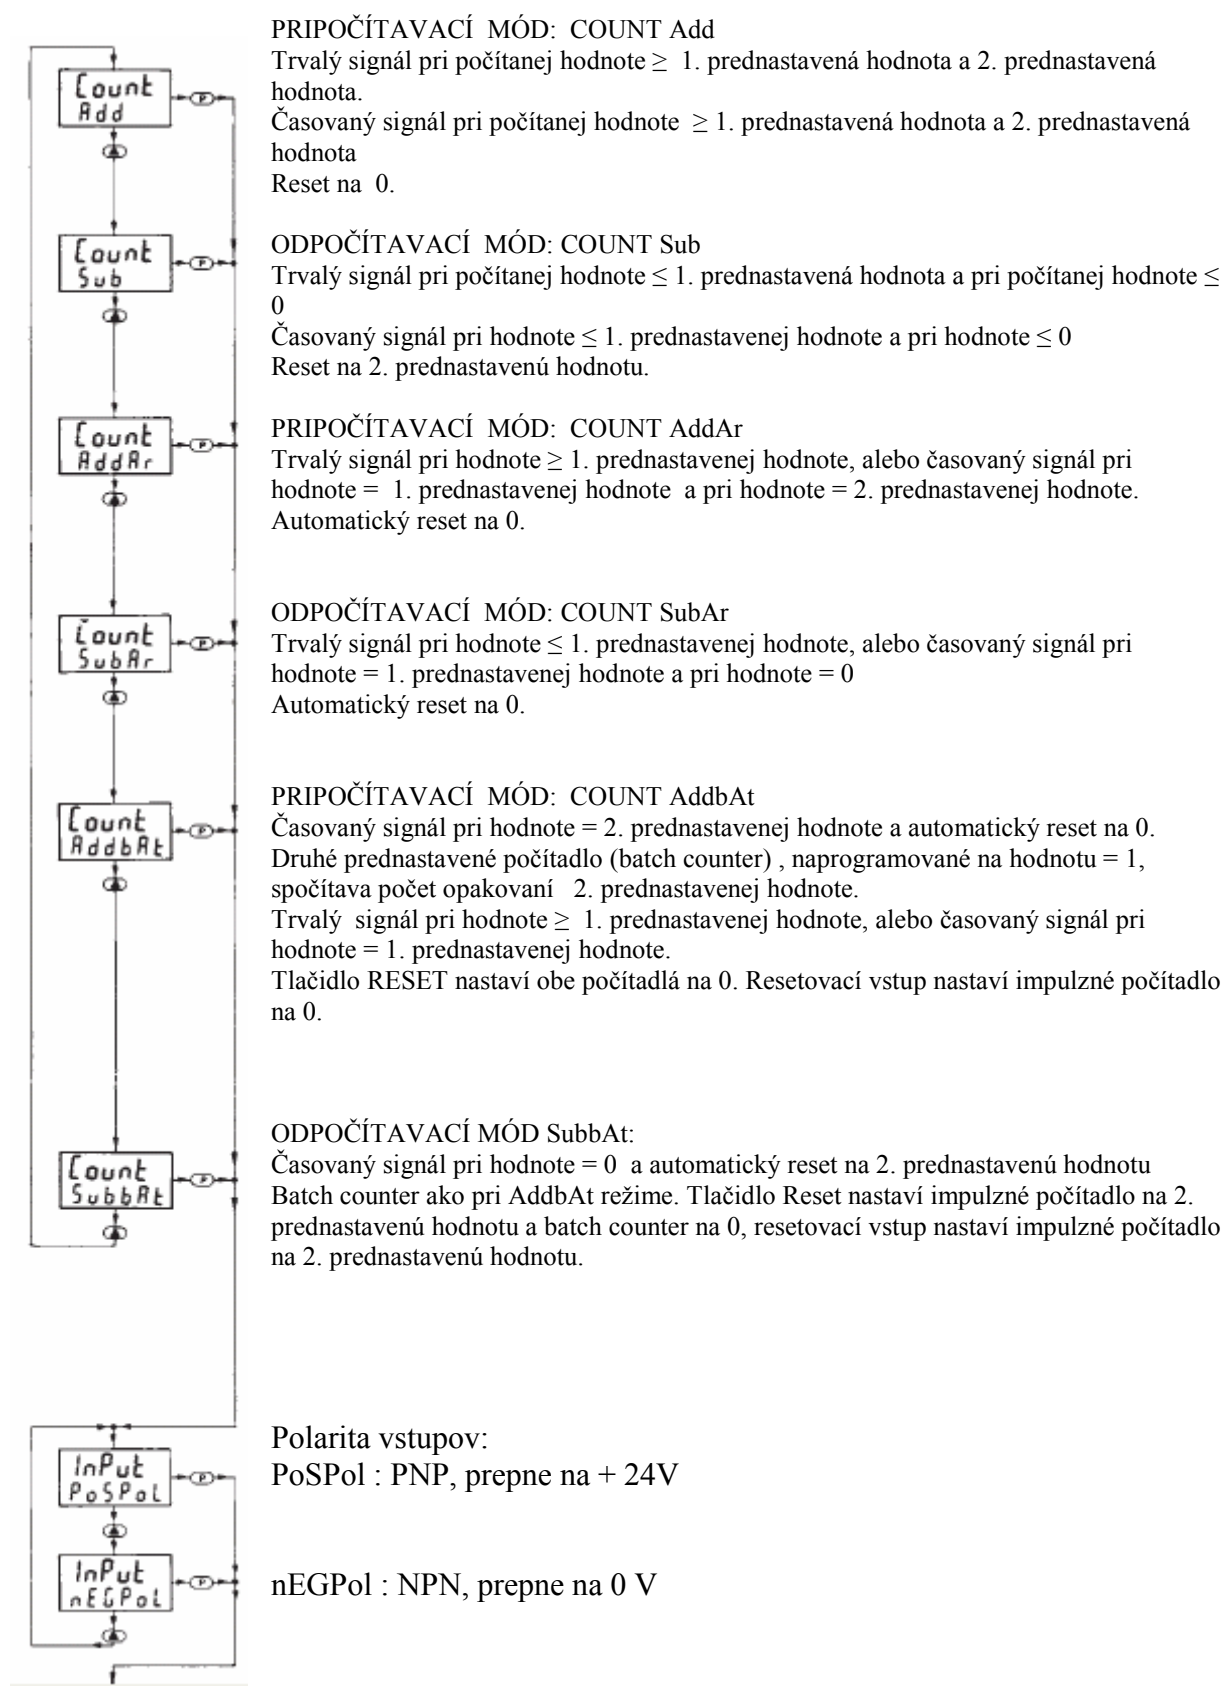 PRIPOČÍTAVACÍ MÓD: COUNT Add
Trvalý signál pri počítanej hodnote ≥ 1. prednastavená hodnota a 2. prednastavená
hodnota.
Časovaný signál pri počítanej hodnote ≥ 1. prednastavená hodnota a 2. prednastavená
hodnota
Reset na 0.
Count
Add
P
ODPOČÍTAVACÍ MÓD: COUNT Sub
Trvalý signál pri počítanej hodnote ≤ 1. prednastavená hodnota a pri počítanej hodnote ≤
0
Časovaný signál pri hodnote ≤ 1. prednastavenej hodnote a pri hodnote ≤ 0
Reset na 2. prednastavenú hodnotu.
Count
Sub
P
PRIPOČÍTAVACÍ MÓD: COUNT AddAr
Trvalý signál pri hodnote ≥ 1. prednastavenej hodnote, alebo časovaný signál pri
hodnote = 1. prednastavenej hodnote a pri hodnote = 2. prednastavenej hodnote.
Automatický reset na 0.
Count
AddAr
P
ODPOČÍTAVACÍ MÓD: COUNT SubAr
Trvalý signál pri hodnote ≤ 1. prednastavenej hodnote, alebo časovaný signál pri
hodnote = 1. prednastavenej hodnote a pri hodnote = 0
Automatický reset na 0.
Count
SubAr
P
PRIPOČÍTAVACÍ MÓD: COUNT AddbAt
Časovaný signál pri hodnote = 2. prednastavenej hodnote a automatický reset na 0.
Druhé prednastavené počítadlo (batch counter) , naprogramované na hodnotu = 1,
spočítava počet opakovaní 2. prednastavenej hodnote.
Trvalý signál pri hodnote ≥ 1. prednastavenej hodnote, alebo časovaný signál pri
hodnote = 1. prednastavenej hodnote.
Tlačidlo RESET nastaví obe počítadlá na 0. Resetovací vstup nastaví impulzné počítadlo
na 0.
Count
AddbAt
P
ODPOČÍTAVACÍ MÓD SubbAt:
Časovaný signál pri hodnote = 0 a automatický reset na 2. prednastavenú hodnotu
Batch counter ako pri AddbAt režime. Tlačidlo Reset nastaví impulzné počítadlo na 2.
prednastavenú hodnotu a batch counter na 0, resetovací vstup nastaví impulzné počítadlo
na 2. prednastavenú hodnotu.
Count
SubbAt
P
Polarita vstupov:
PoSPol : PNP, prepne na + 24V
InPut
PoSPoL
P
nEGPol : NPN, prepne na 0 V
InPut
nEGPoL
P